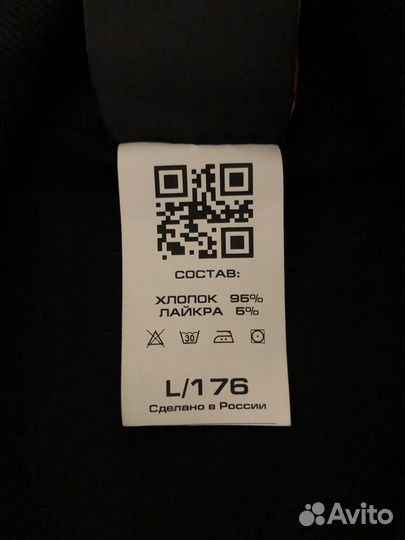 СОСТАВ:
ХЛОПОК 95%
ЛАЙКРА 5%
30
L/176
Сделано в России
Avito